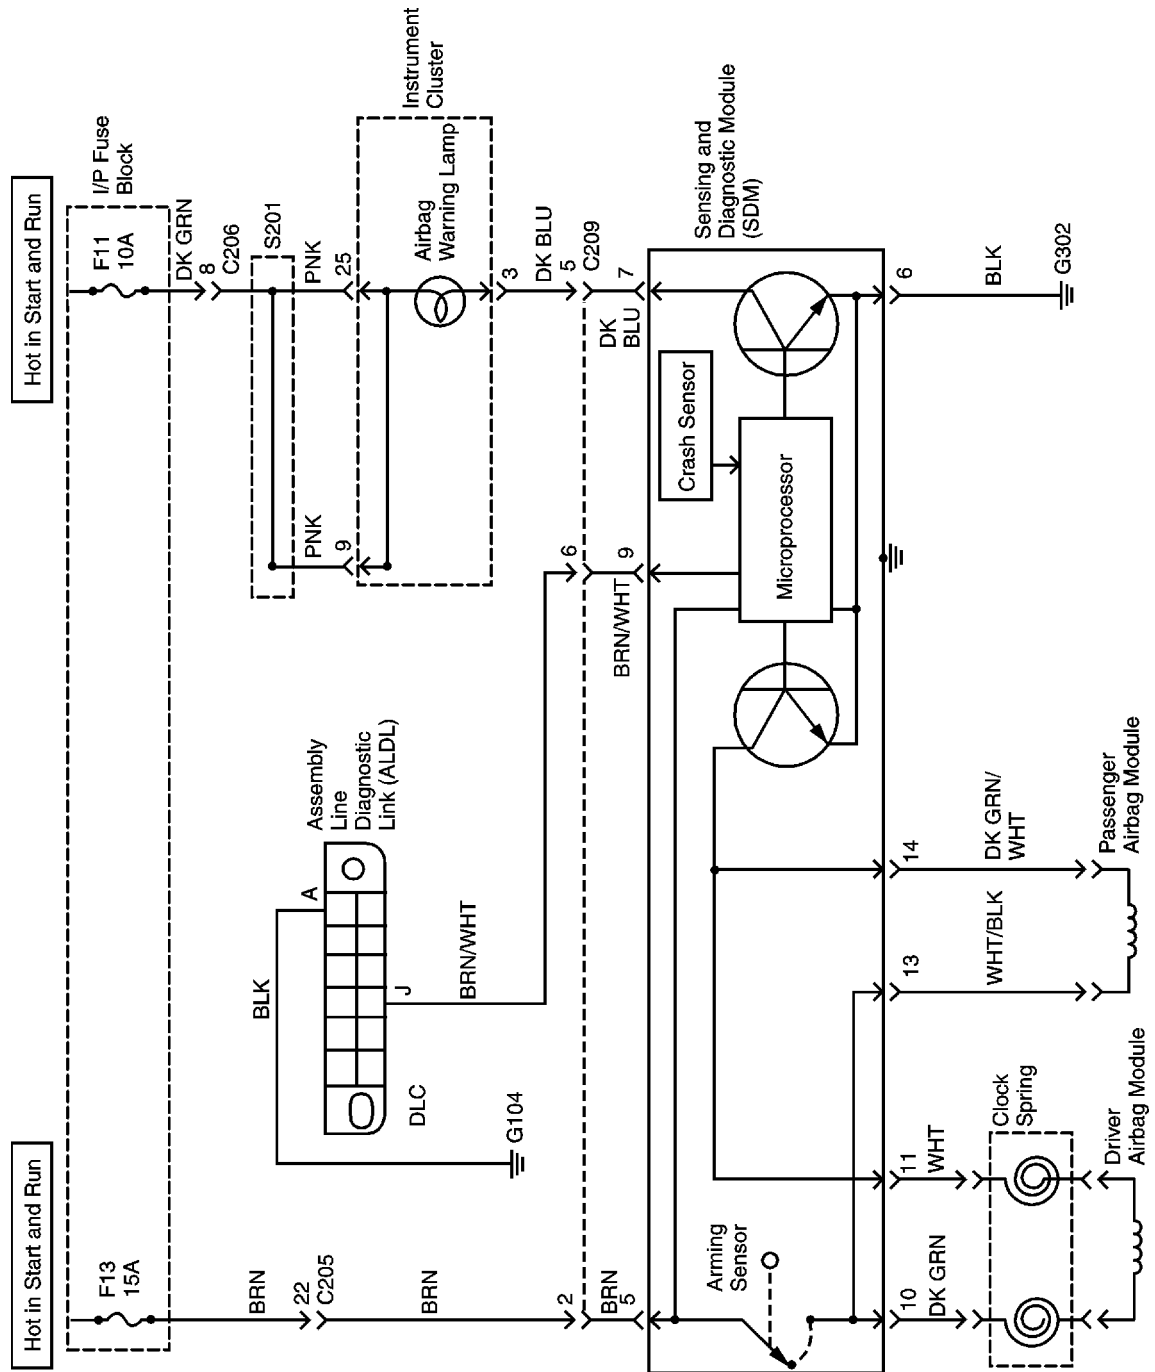 Hot in Start and Run
Hot in Start and Run
I/P Fuse
Block
F13
15A
F11
10A
BRN
22
C205
BRN
2
BRN
5
DK GRN
8
C206
S201
PNK
9
PNK
25
Instrument
Cluster
Airbag
Warning Lamp
3
DK BLU
5
C209
DK
BLU
7
BLK
A
Assembly
Line
Diagnostic
Link (ALDL)
J
DLC
G104
BRN/WHT
6
BRN/WHT
9
Sensing and
Diagnostic Module
(SDM)
Crash Sensor
Microprocessor
Arming
Sensor
10
DK GRN
11
WHT
13
WHT/BLK
14
DK GRN/
WHT
6
BLK
G302
Clock
Spring
Driver
Airbag Module
Passenger
Airbag Module